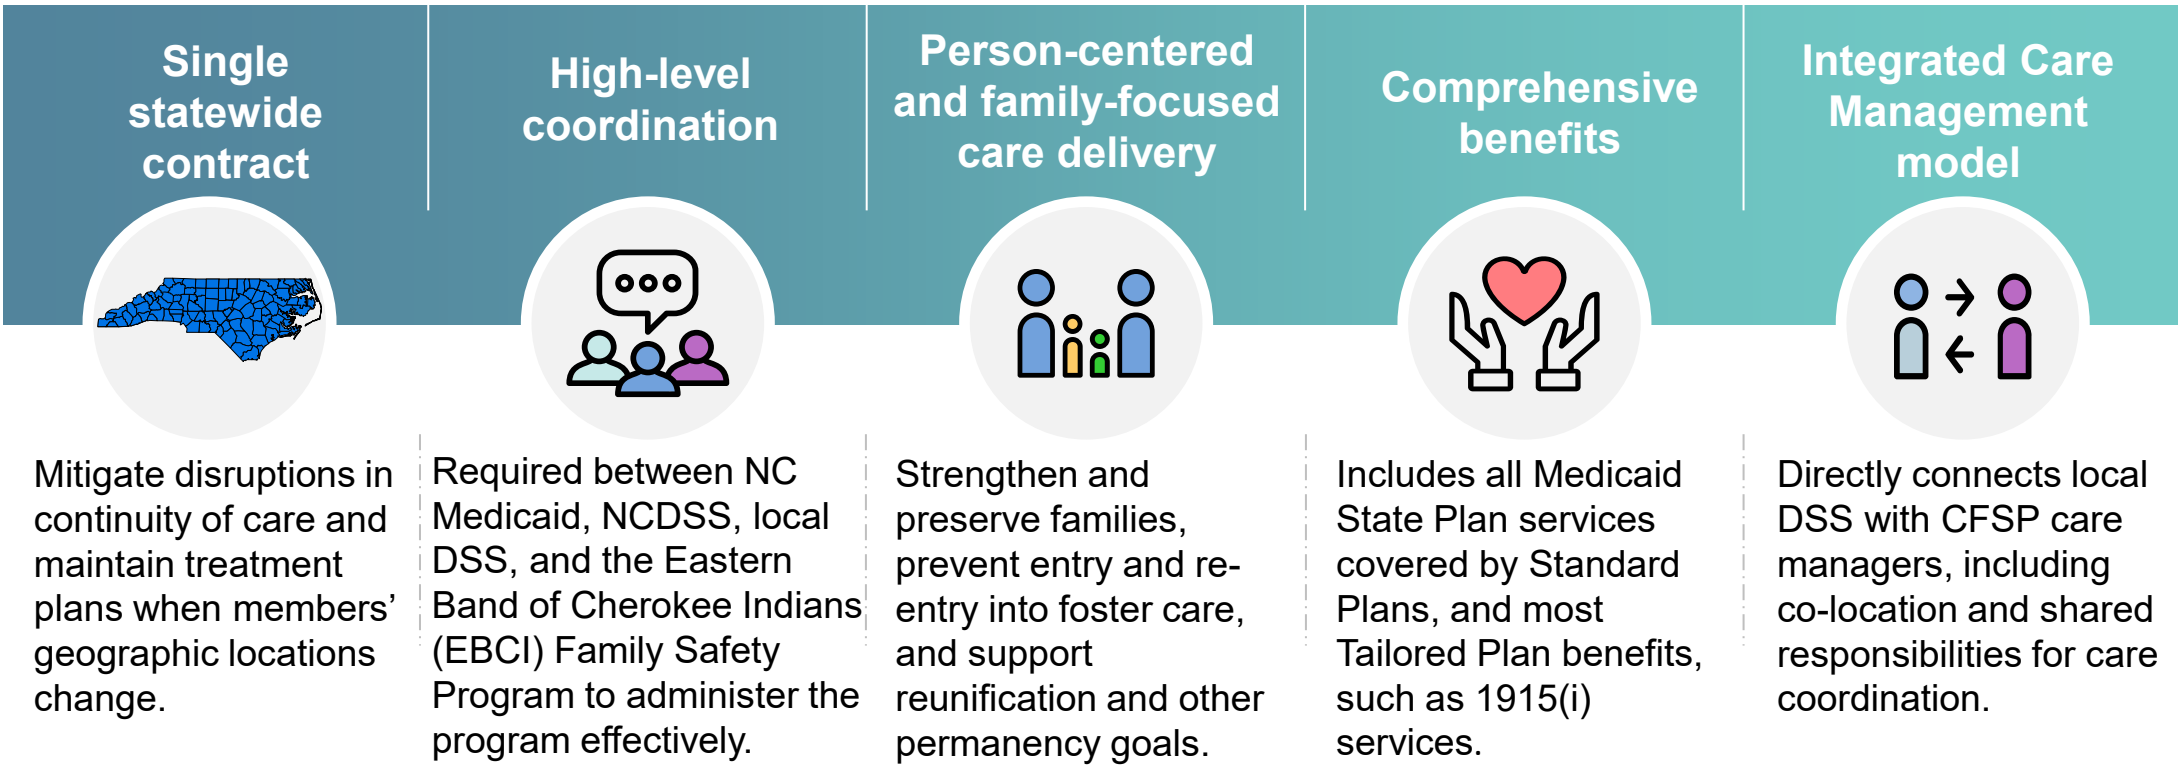 Single
statewide
contract
Mitigate disruptions in
continuity of care and
maintain treatment
plans when members’
geographic locations
change.
High-level
coordination
Required between NC
Medicaid, NCDSS, local
DSS, and the Eastern
Band of Cherokee Indians
(EBCI) Family Safety
Program to administer the
program effectively.
Person-centered
and family-focused
care delivery
Strengthen and
preserve families,
prevent entry and re-
entry into foster care,
and support
reunification and other
permanency goals.
Comprehensive
benefits
Includes all Medicaid
State Plan services
covered by Standard
Plans, and most
Tailored Plan benefits,
such as 1915(i)
services.
Integrated Care
Management
model
Directly connects local
DSS with CFSP care
managers, including
co-location and shared
responsibilities for care
coordination.